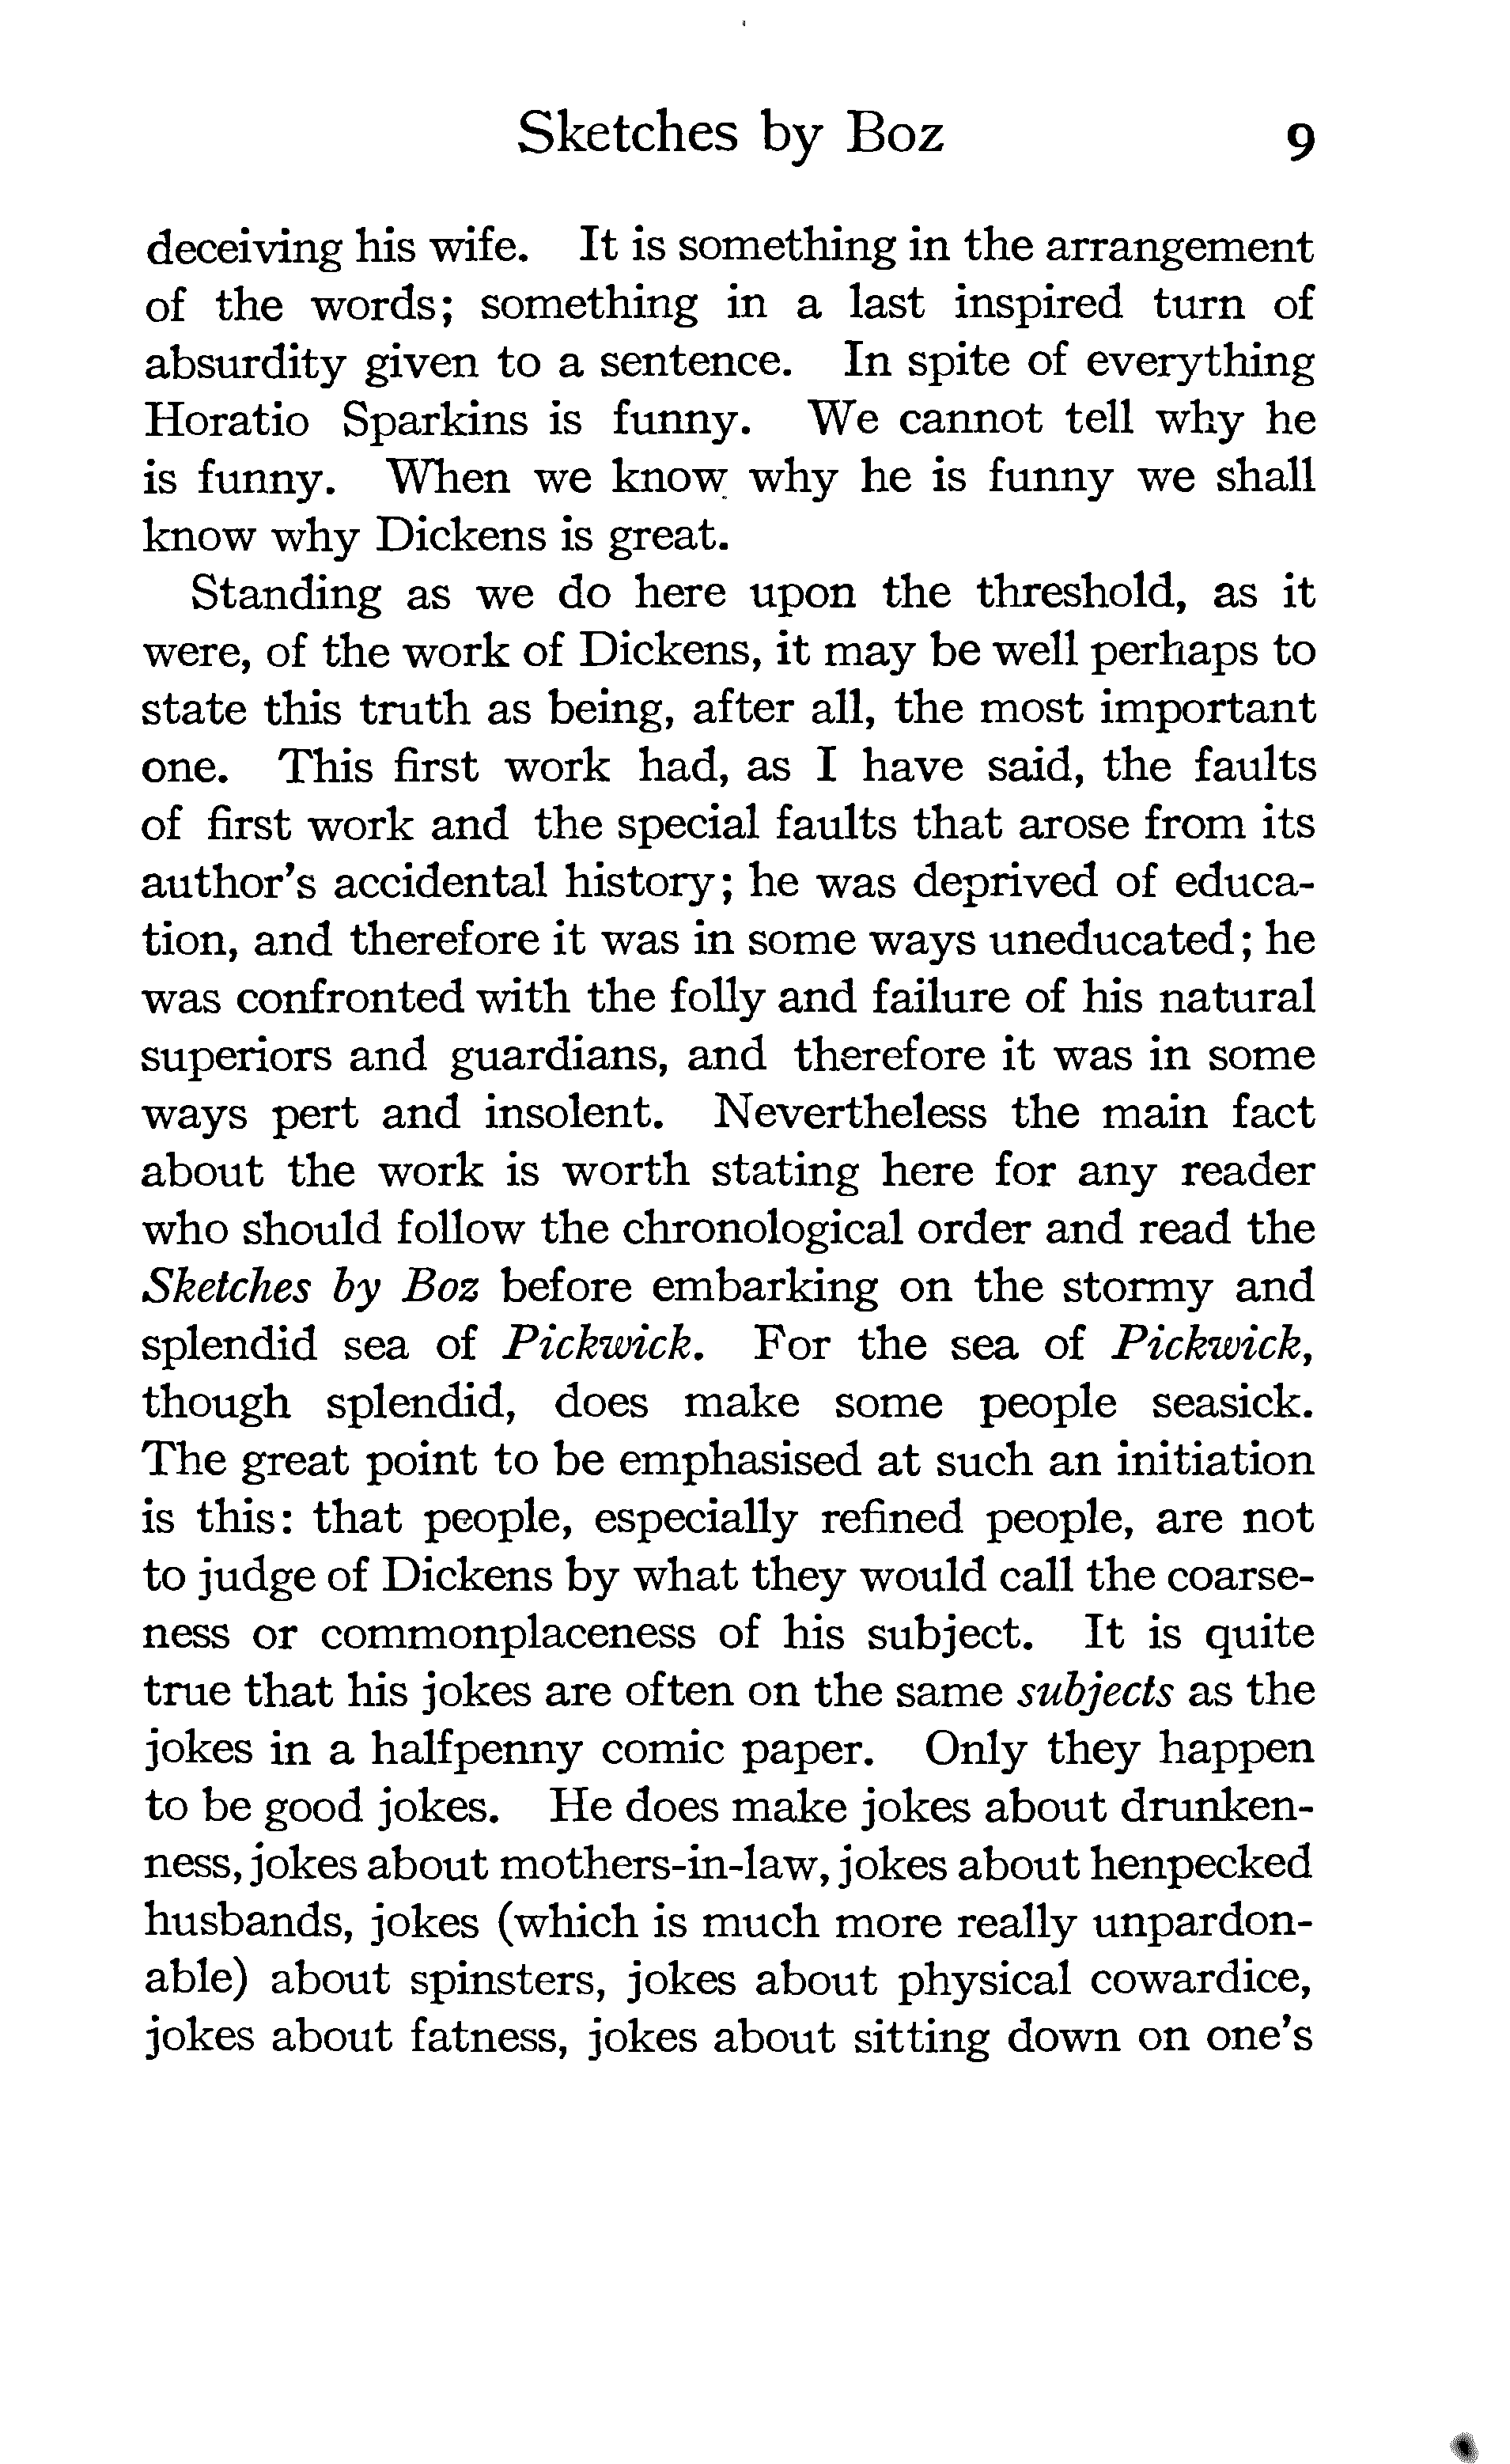 Sketches by Boz 9
deceiving his wife. It is something in the arrangement
of the words; something in a last inspired turn of
absurdity given to a sentence. In spite of everything
Horatio Sparkins is funny. We cannot tell why he
is funny. When we know why he is funny we shall
know why Dickens is great.
Standing as we do here upon the threshold, as it
were, of the work of Dickens, it may be well perhaps to
state this truth as being, after all, the most important
one. This first work had, as I have said, the faults
of first work and the special faults that arose from its
author's accidental history; he was deprived of educa-
tion, and therefore it was in some ways uneducated; he
was confronted with the folly and failure of his natural
superiors and guardians, and therefore it was in some
ways pert and insolent. Nevertheless the main fact
about the work is worth stating here for any reader
who should follow the chronological order and read the
Sketches by Boz before embarking on the stormy and
splendid sea of Pickwick. For the sea of Pickwick,
though splendid, does make some people seasick.
The great point to be emphasised at such an initiation
is this: that people, especially refined people, are not
to judge of Dickens by what they would call the coarse-
ness or commonplaceness of his subject. It is quite
true that his jokes are often on the same subjects as the
jokes in a halfpenny comic paper. Only they happen
to be good jokes. He does make jokes about drunken-
ness, jokes about mothers-in-law, jokes about henpecked
husbands, jokes (which is much more really unpardon-
able) about spinsters, jokes about physical cowardice,
jokes about fatness, jokes about sitting down on one's